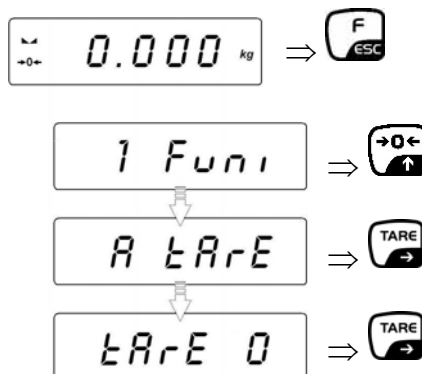 →0← 0.000 kg ⇒ F ESC
1 Funi ⇒ →0← ↑
A tArE ⇒ TARE →
tArE 0 ⇒ TARE →